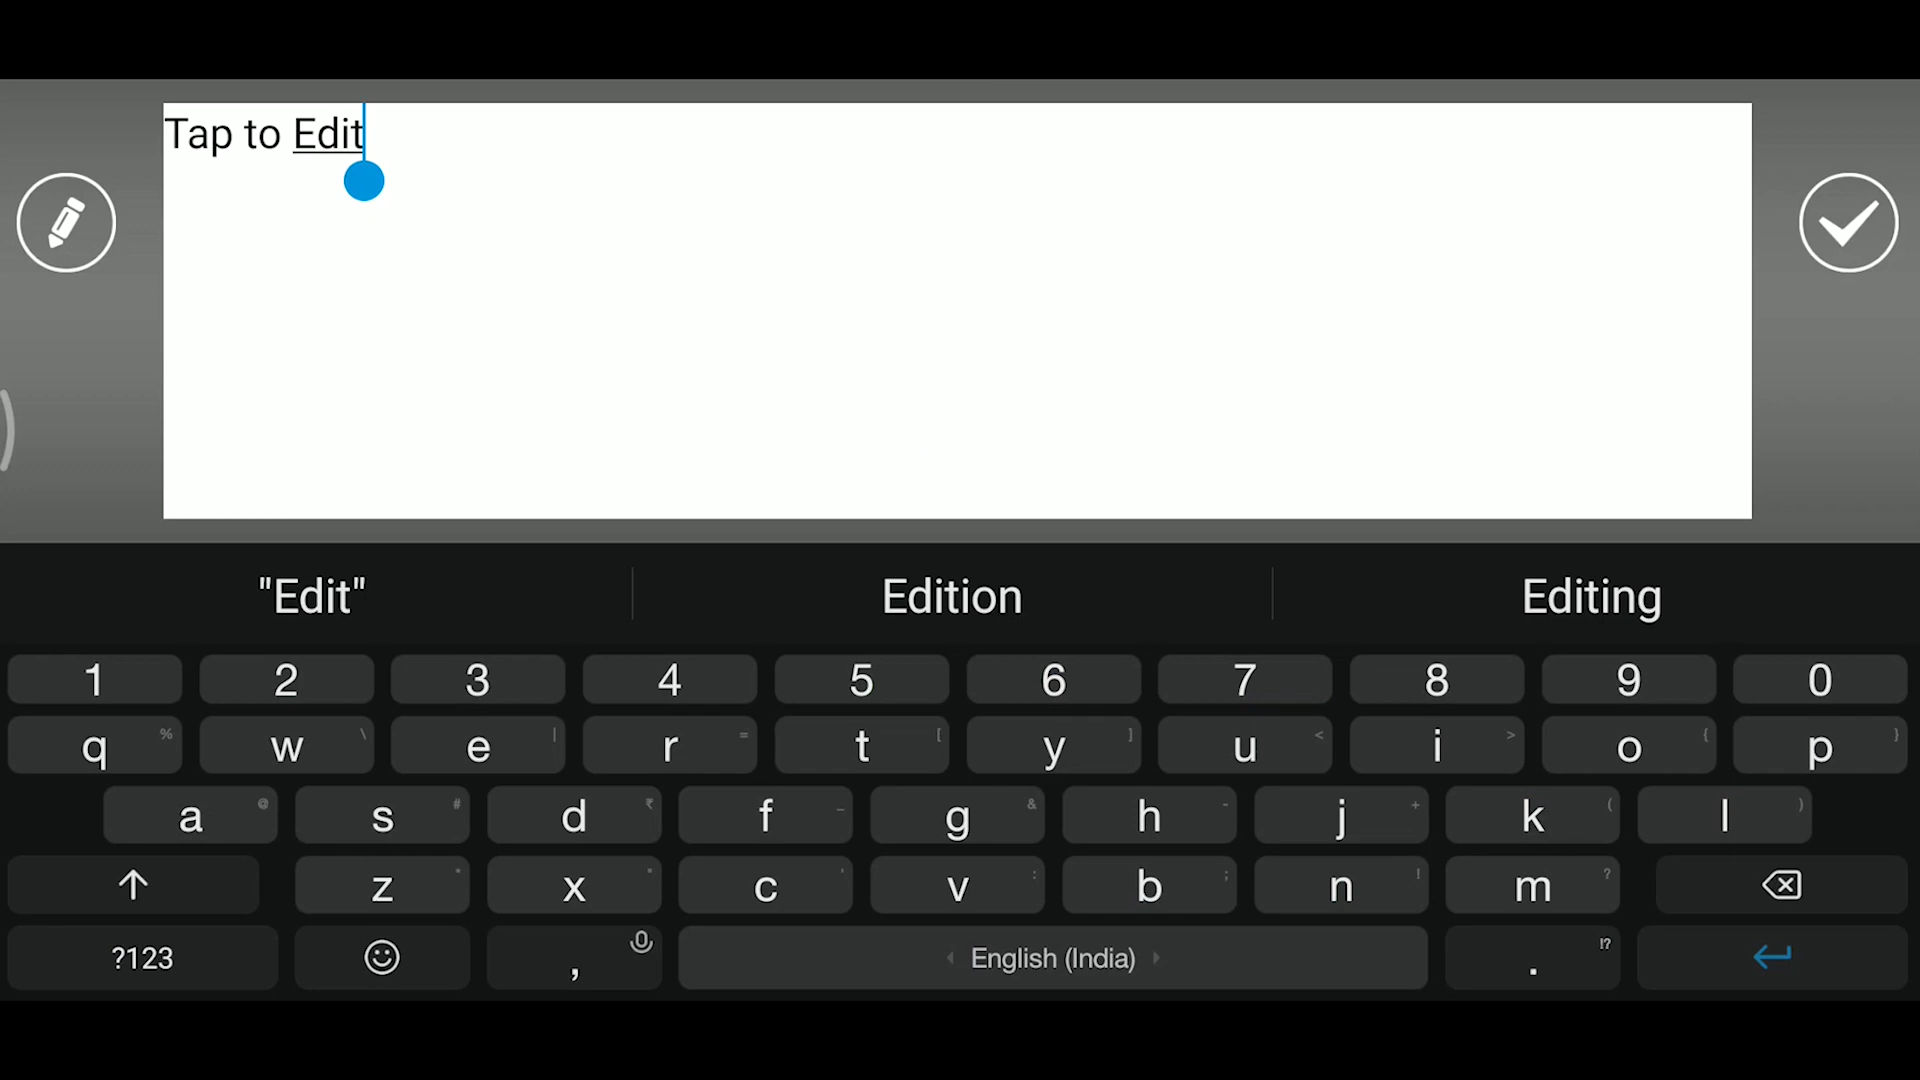 Tap to Edit
"Edit" Edition Editing
1 2 3 4 5 6 7 8 9 0
q % w \ e | r = t [ y ] u < i > o { p }
a @ s # d ₹ f _ g & h - j + k ( l )
z * x " c ' v : b ; n ! m ?
?123 , English (India) . !?